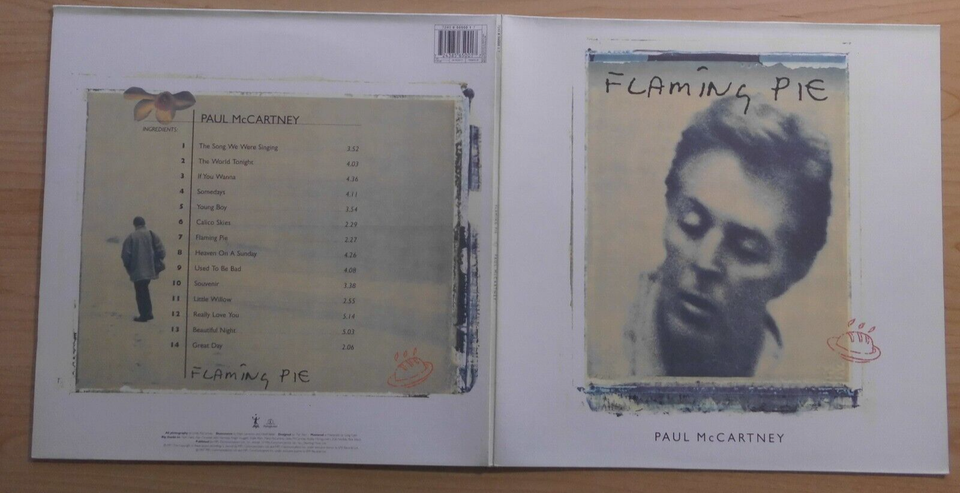 INGREDIENTS:
PAUL McCARTNEY
1 The Song We Were Singing 3.52
2 The World Tonight 4.03
3 If You Wanna 4.36
4 Somedays 4.11
5 Young Boy 3.54
6 Calico Skies 2.29
7 Flaming Pie 2.27
8 Heaven On A Sunday 4.26
9 Used To Be Bad 4.08
10 Souvenir 3.38
11 Little Willow 2.55
12 Really Love You 5.14
13 Beautiful Night 5.03
14 Great Day 2.06
FLAMING PIE
FLAMING PIE
PAUL McCARTNEY